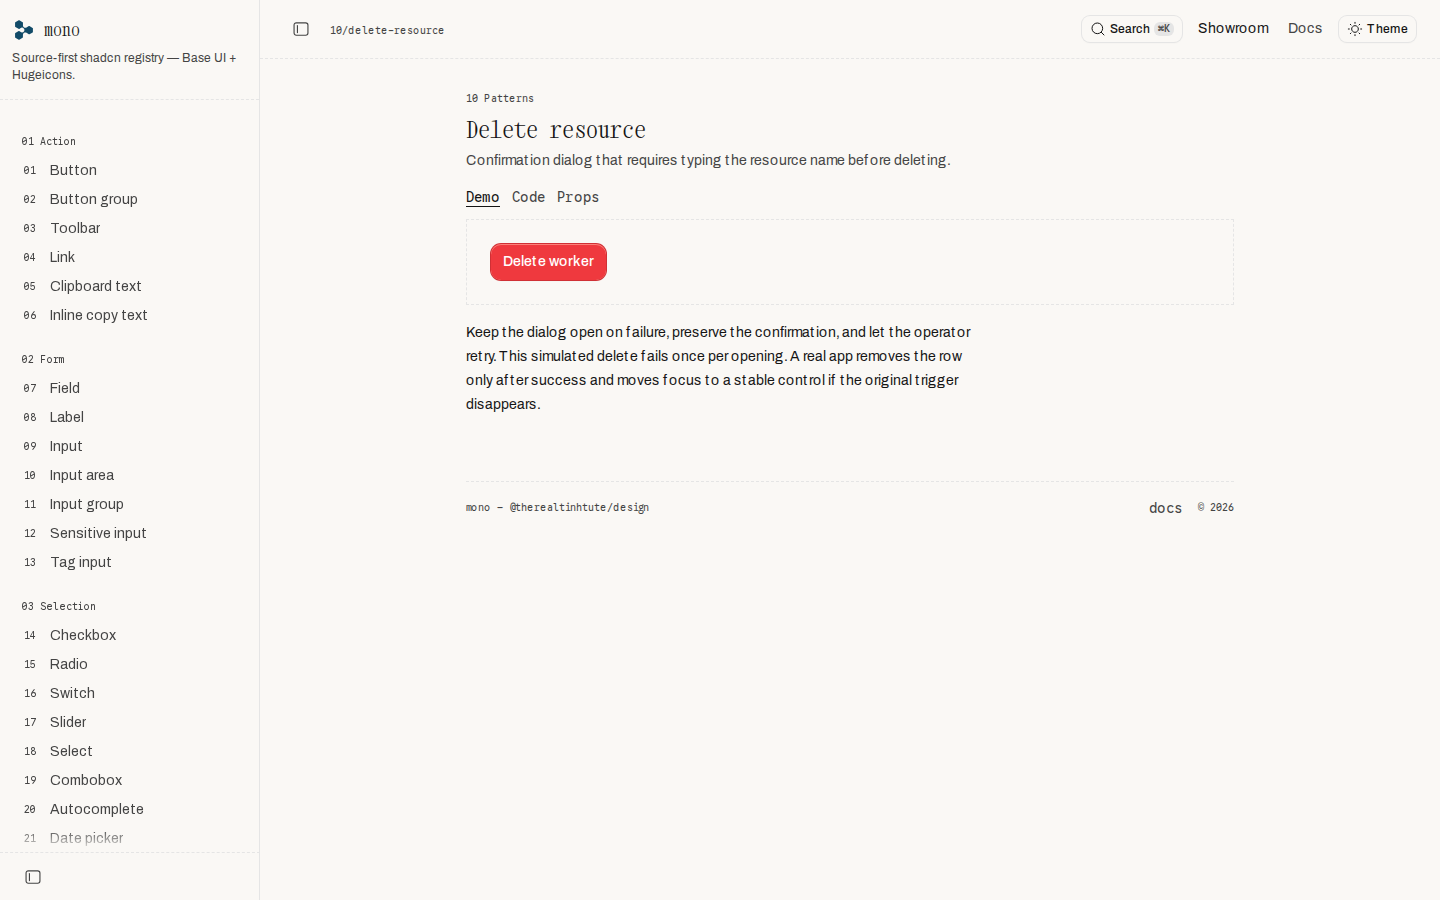 mono
Source-first shadcn registry — Base UI +
Hugeicons.
01 Action
01 Button
02 Button group
03 Toolbar
04 Link
05 Clipboard text
06 Inline copy text
02 Form
07 Field
08 Label
09 Input
10 Input area
11 Input group
12 Sensitive input
13 Tag input
03 Selection
14 Checkbox
15 Radio
16 Switch
17 Slider
18 Select
19 Combobox
20 Autocomplete
21 Date picker
10/delete-resource
Search ⌘K
Showroom
Docs
Theme
10 Patterns
Delete resource
Confirmation dialog that requires typing the resource name before deleting.
Demo Code Props
Delete worker
Keep the dialog open on failure, preserve the confirmation, and let the operator
retry. This simulated delete fails once per opening. A real app removes the row
only after success and moves focus to a stable control if the original trigger
disappears.
mono — @therealtinhtute/design
docs © 2026